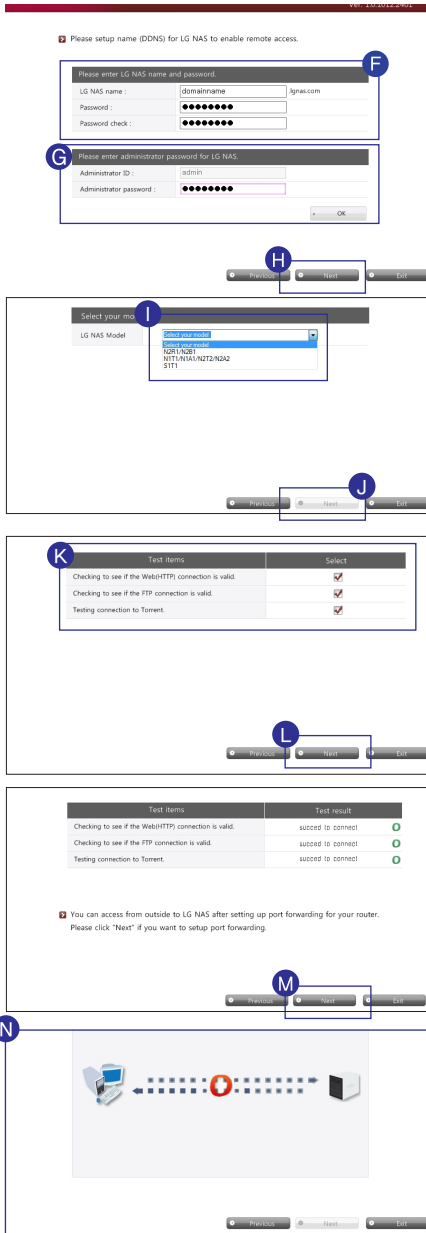 Ver. 1.0.1012.2401
Please setup name (DDNS) for LG NAS to enable remote access.
F
Please enter LG NAS name and password.
LG NAS name : domainname .lgnas.com
Password : ●●●●●●●●
Password check : ●●●●●●●●
G
Please enter administrator password for LG NAS.
Administrator ID : admin
Administrator password : ●●●●●●●●
OK
H
Previous Next Exit
Select your mo
I
LG NAS Model Select your model
Select your model
N2R1/N2B1
N1T1/N1A1/N2T2/N2A2
S1T1
J
Previous Next Exit
K
Test items Select
Checking to see if the Web(HTTP) connection is valid.
Checking to see if the FTP connection is valid.
Testing connection to Torrent.
L
Previous Next Exit
Test items Test result
Checking to see if the Web(HTTP) connection is valid. succed to connect
Checking to see if the FTP connection is valid. succed to connect
Testing connection to Torrent. succed to connect
You can access from outside to LG NAS after setting up port forwarding for your router.
Please click "Next" if you want to setup port forwarding.
M
Previous Next Exit
N
Previous Next Exit